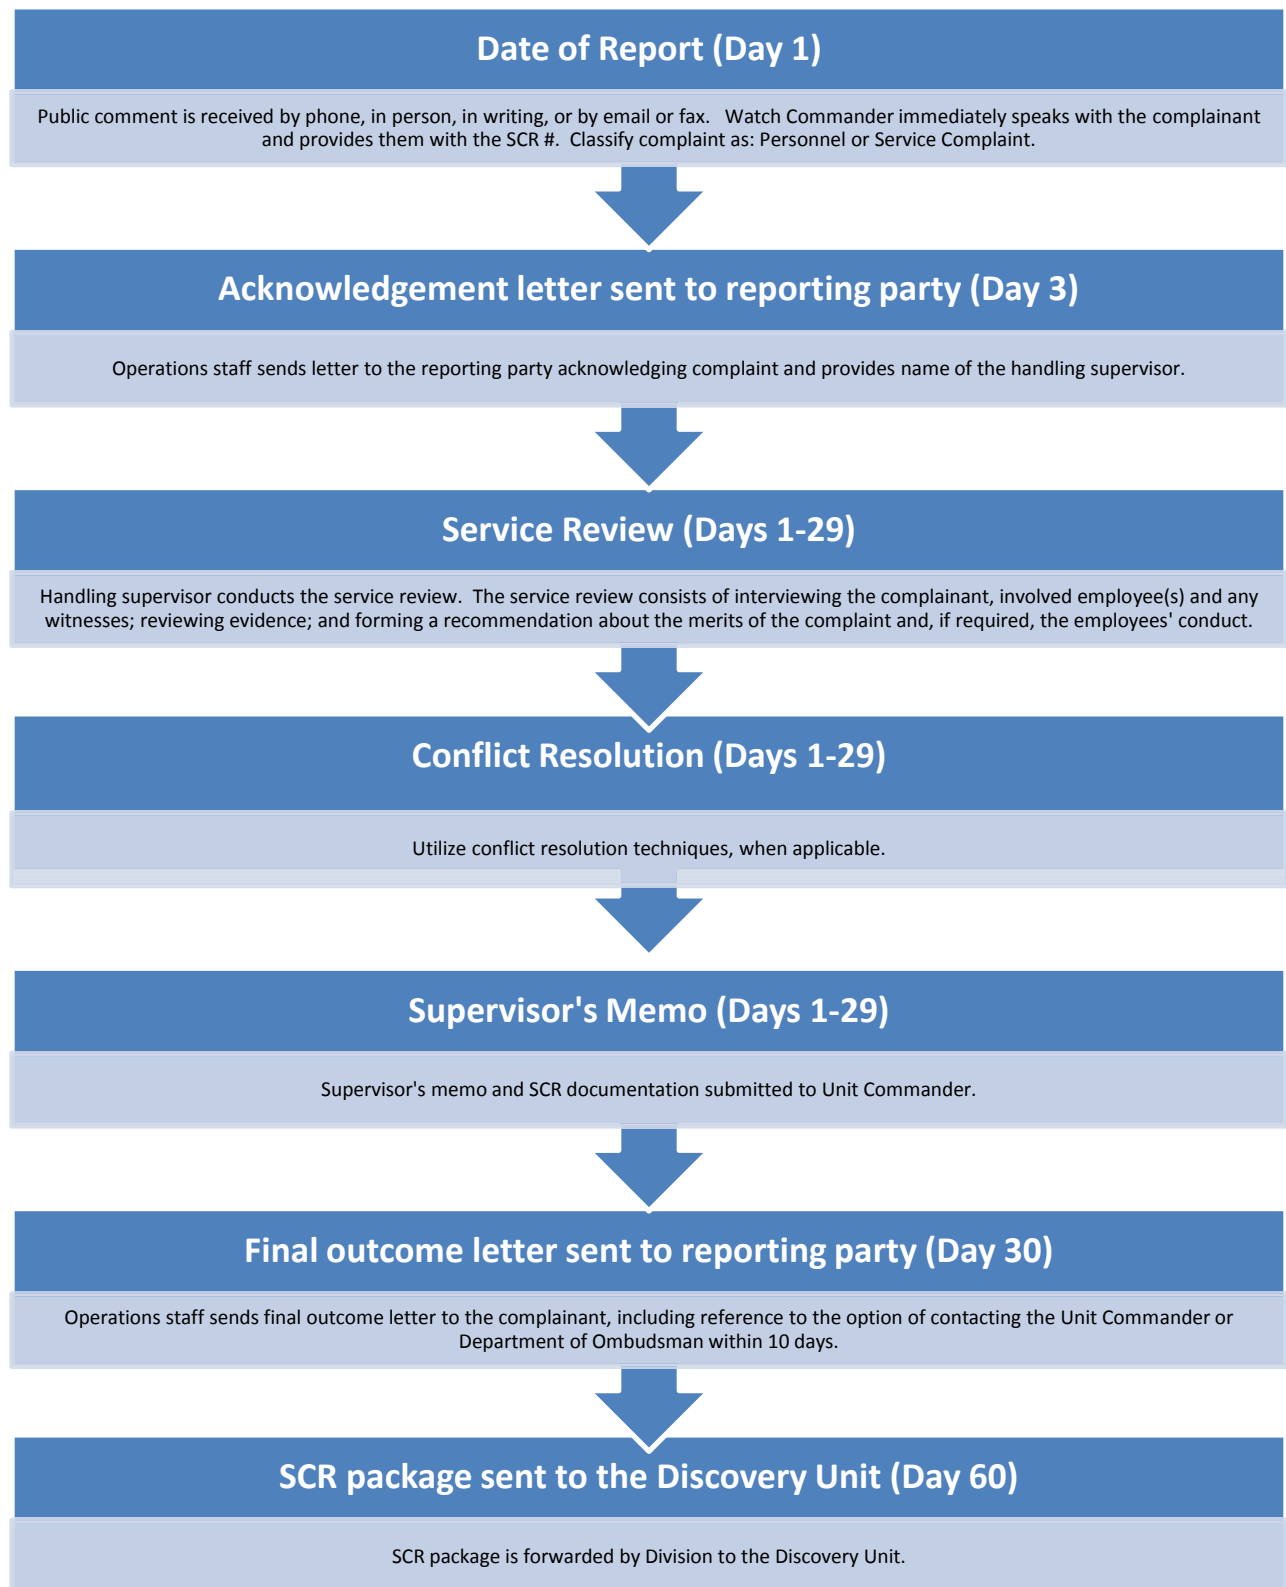 Date of Report (Day 1)
Public comment is received by phone, in person, in writing, or by email or fax.   Watch Commander immediately speaks with the complainant
and provides them with the SCR #.  Classify complaint as: Personnel or Service Complaint.
Acknowledgement letter sent to reporting party (Day 3)
Operations staff sends letter to the reporting party acknowledging complaint and provides name of the handling supervisor.
Service Review (Days 1-29)
Handling supervisor conducts the service review.  The service review consists of interviewing the complainant, involved employee(s) and any
witnesses; reviewing evidence; and forming a recommendation about the merits of the complaint and, if required, the employees' conduct.
Conflict Resolution (Days 1-29)
Utilize conflict resolution techniques, when applicable.
Supervisor's Memo (Days 1-29)
Supervisor's memo and SCR documentation submitted to Unit Commander.
Final outcome letter sent to reporting party (Day 30)
Operations staff sends final outcome letter to the complainant, including reference to the option of contacting the Unit Commander or
Department of Ombudsman within 10 days.
SCR package sent to the Discovery Unit (Day 60)
SCR package is forwarded by Division to the Discovery Unit.